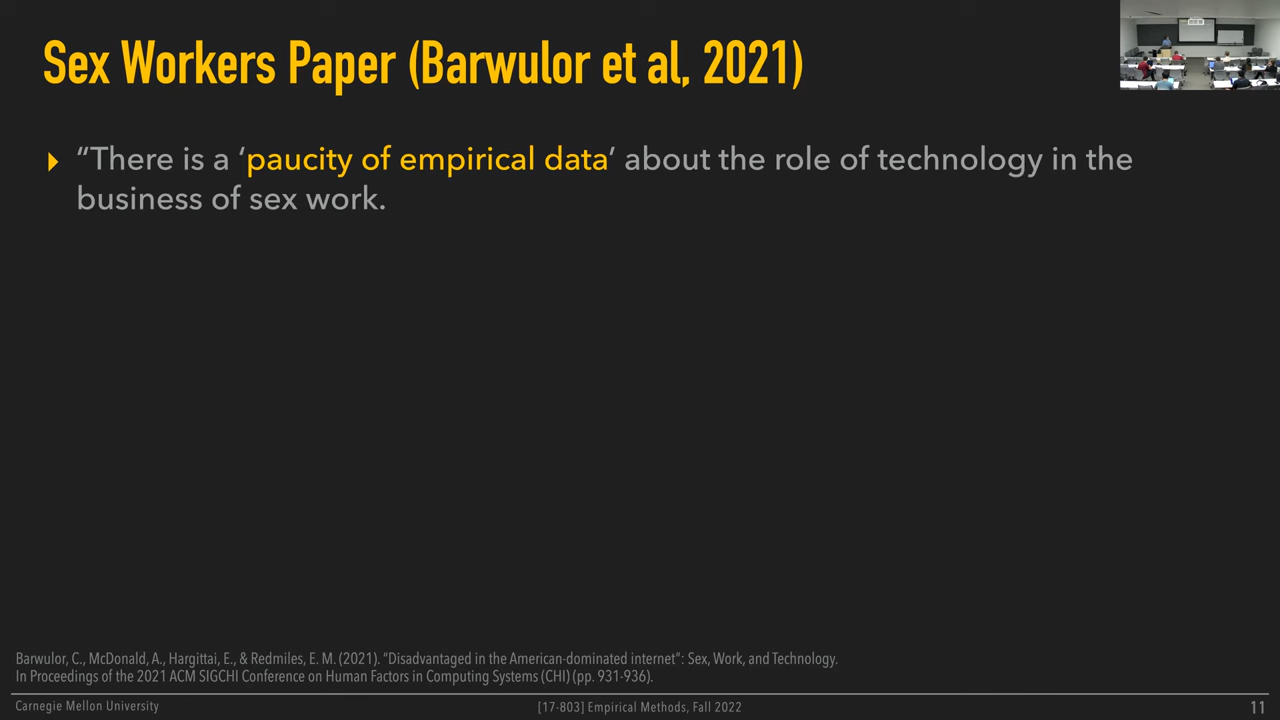 Sex Workers Paper (Barwulor et al, 2021)
“There is a ‘paucity of empirical data’ about the role of technology in the
business of sex work.
Barwulor, C., McDonald, A., Hargittai, E., & Redmiles, E. M. (2021). “Disadvantaged in the American-dominated internet”: Sex, Work, and Technology.
In Proceedings of the 2021 ACM SIGCHI Conference on Human Factors in Computing Systems (CHI) (pp. 931-936).
Carnegie Mellon University
[17-803] Empirical Methods, Fall 2022
11